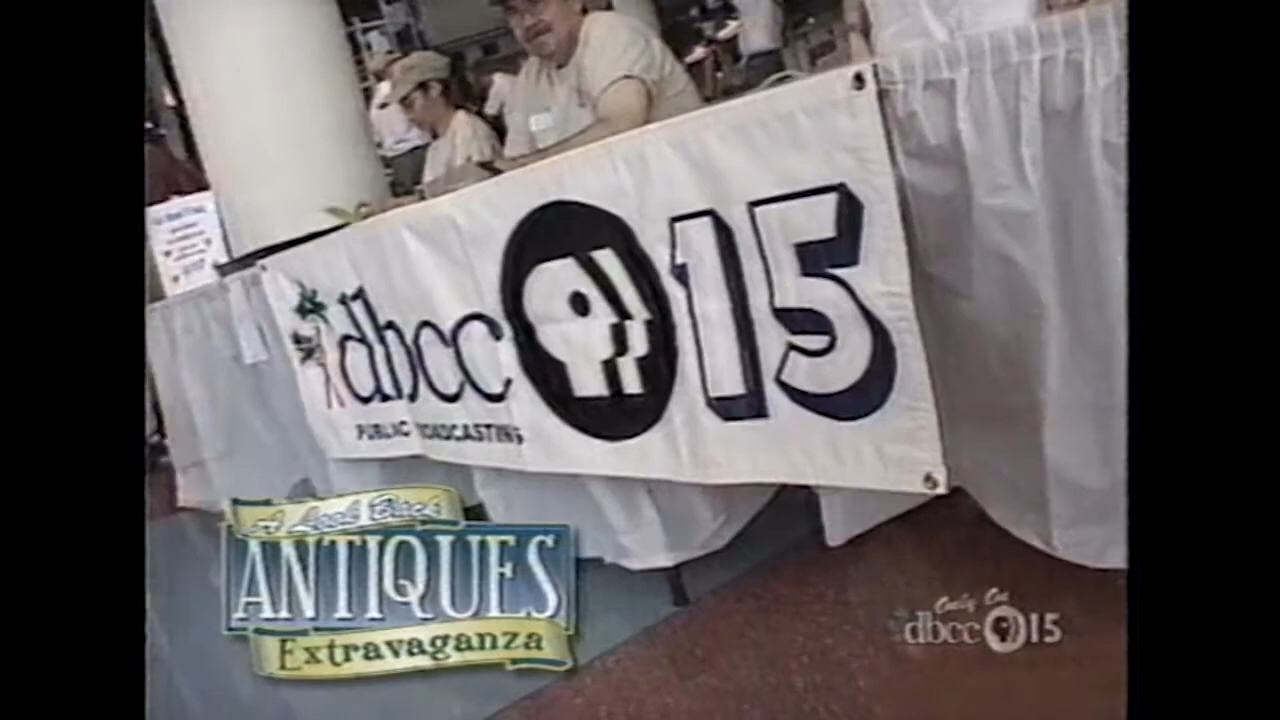 dbcc 15
PUBLIC BROADCASTING
A Look Back
ANTIQUES
Extravaganza
Only On
dbcc 15